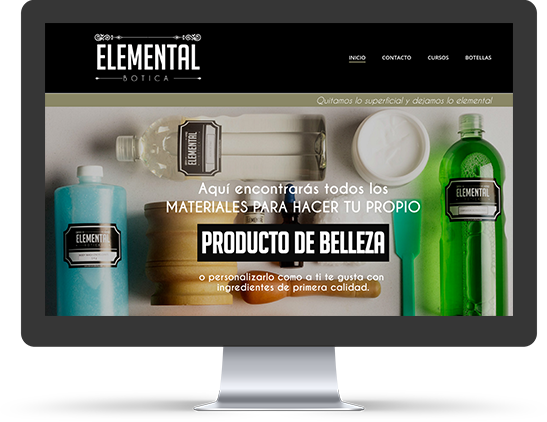 ELEMENTAL
BOTICA
INICIO CONTACTO CURSOS BOTELLAS
Quitamos lo superficial y dejamos lo elemental
ELEMENTAL
ELEMENTAL
ELEMENTAL
Aquí encontrarás todos los
MATERIALES PARA HACER TU PROPIO
PRODUCTO DE BELLEZA
o personalizarlo como a ti te gusta con
ingredientes de primera calidad.